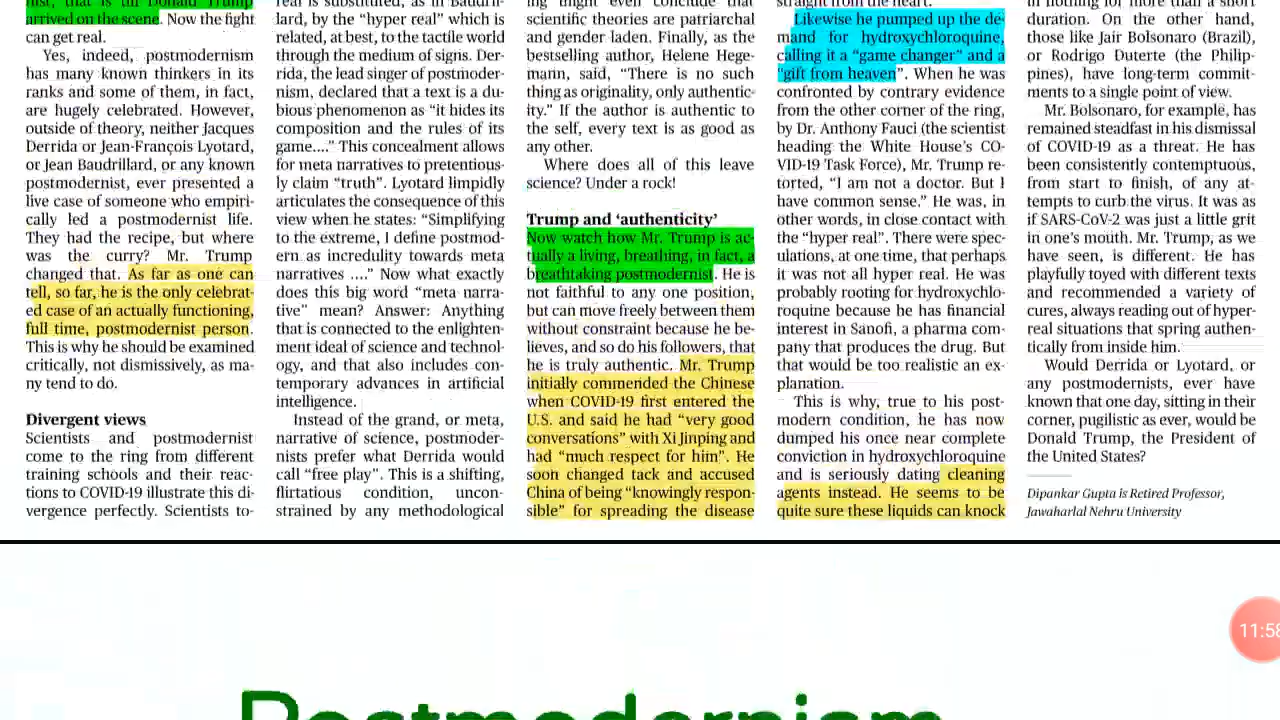 nist, that is till Donald Trump
arrived on the scene. Now the fight
can get real.
Yes, indeed, postmodernism
has many known thinkers in its
ranks and some of them, in fact,
are hugely celebrated. However,
outside of theory, neither Jacques
Derrida or Jean-François Lyotard,
or Jean Baudrillard, or any known
postmodernist, ever presented a
live case of someone who empiri-
cally led a postmodernist life.
They had the recipe, but where
was the curry? Mr. Trump
changed that. As far as one can
tell, so far, he is the only celebrat-
ed case of an actually functioning,
full time, postmodernist person.
This is why he should be examined
critically, not dismissively, as ma-
ny tend to do.
Divergent views
Scientists and postmodernist
come to the ring from different
training schools and their reac-
tions to COVID-19 illustrate this di-
vergence perfectly. Scientists to-
real is substituted, as in Baudril-
lard, by the “hyper real” which is
related, at best, to the tactile world
through the medium of signs. Der-
rida, the lead singer of postmoder-
nism, declared that a text is a du-
bious phenomenon as “it hides its
composition and the rules of its
game....” This concealment allows
for meta narratives to pretentious-
ly claim “truth”. Lyotard limpidly
articulates the consequence of this
view when he states: “Simplifying
to the extreme, I define postmod-
ern as incredulity towards meta
narratives ....” Now what exactly
does this big word “meta narra-
tive” mean? Answer: Anything
that is connected to the enlighten-
ment ideal of science and technol-
ogy, and that also includes con-
temporary advances in artificial
intelligence.
Instead of the grand, or meta,
narrative of science, postmoder-
nists prefer what Derrida would
call “free play”. This is a shifting,
flirtatious condition, uncon-
strained by any methodological
ing might even conclude that
scientific theories are patriarchal
and gender laden. Finally, as the
bestselling author, Helene Hege-
mann, said, “There is no such
thing as originality, only authentic-
ity.” If the author is authentic to
the self, every text is as good as
any other.
Where does all of this leave
science? Under a rock!
Trump and ‘authenticity’
Now watch how Mr. Trump is ac-
tually a living, breathing, in fact, a
breathtaking postmodernist. He is
not faithful to any one position,
but can move freely between them
without constraint because he be-
lieves, and so do his followers, that
he is truly authentic. Mr. Trump
initially commended the Chinese
when COVID-19 first entered the
U.S. and said he had “very good
conversations” with Xi Jinping and
had “much respect for him”. He
soon changed tack and accused
China of being “knowingly respon-
sible” for spreading the disease
straight from the heart.
Likewise he pumped up the de-
mand for hydroxychloroquine,
calling it a “game changer” and a
“gift from heaven”. When he was
confronted by contrary evidence
from the other corner of the ring,
by Dr. Anthony Fauci (the scientist
heading the White House’s CO-
VID-19 Task Force), Mr. Trump re-
torted, “I am not a doctor. But I
have common sense.” He was, in
other words, in close contact with
the “hyper real”. There were spec-
ulations, at one time, that perhaps
it was not all hyper real. He was
probably rooting for hydroxychlo-
roquine because he has financial
interest in Sanofi, a pharma com-
pany that produces the drug. But
that would be too realistic an ex-
planation.
This is why, true to his post-
modern condition, he has now
dumped his once near complete
conviction in hydroxychloroquine
and is seriously dating cleaning
agents instead. He seems to be
quite sure these liquids can knock
in nothing for more than a short
duration. On the other hand,
those like Jair Bolsonaro (Brazil),
or Rodrigo Duterte (the Philip-
pines), have long-term commit-
ments to a single point of view.
Mr. Bolsonaro, for example, has
remained steadfast in his dismissal
of COVID-19 as a threat. He has
been consistently contemptuous,
from start to finish, of any at-
tempts to curb the virus. It was as
if SARS-CoV-2 was just a little grit
in one’s mouth. Mr. Trump, as we
have seen, is different. He has
playfully toyed with different texts
and recommended a variety of
cures, always reading out of hyper-
real situations that spring authen-
tically from inside him.
Would Derrida or Lyotard, or
any postmodernists, ever have
known that one day, sitting in their
corner, pugilistic as ever, would be
Donald Trump, the President of
the United States?
Dipankar Gupta is Retired Professor,
Jawaharlal Nehru University
11:58
Postmodernism